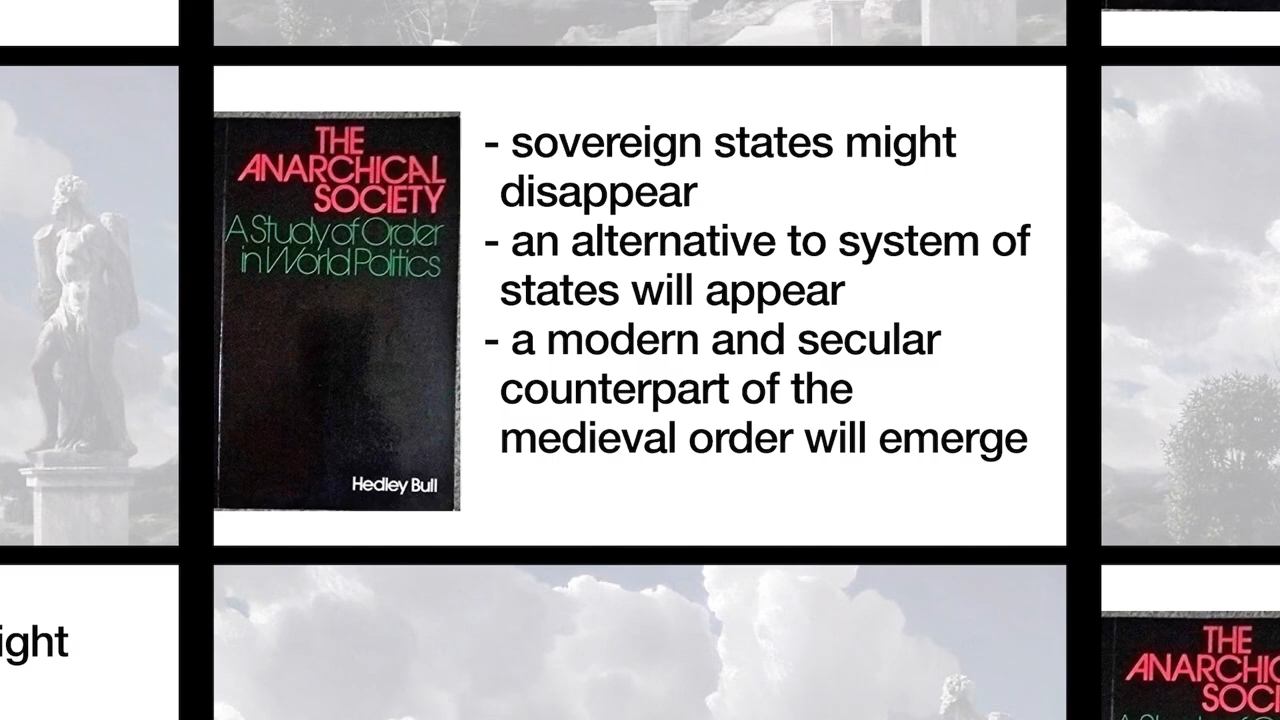 THE
ANARCHICAL
SOCIETY
A Study of Order
in World Politics
Hedley Bull
- sovereign states might
disappear
- an alternative to system of
states will appear
- a modern and secular
counterpart of the
medieval order will emerge
ight
THE
ANARCHIC
SOCI